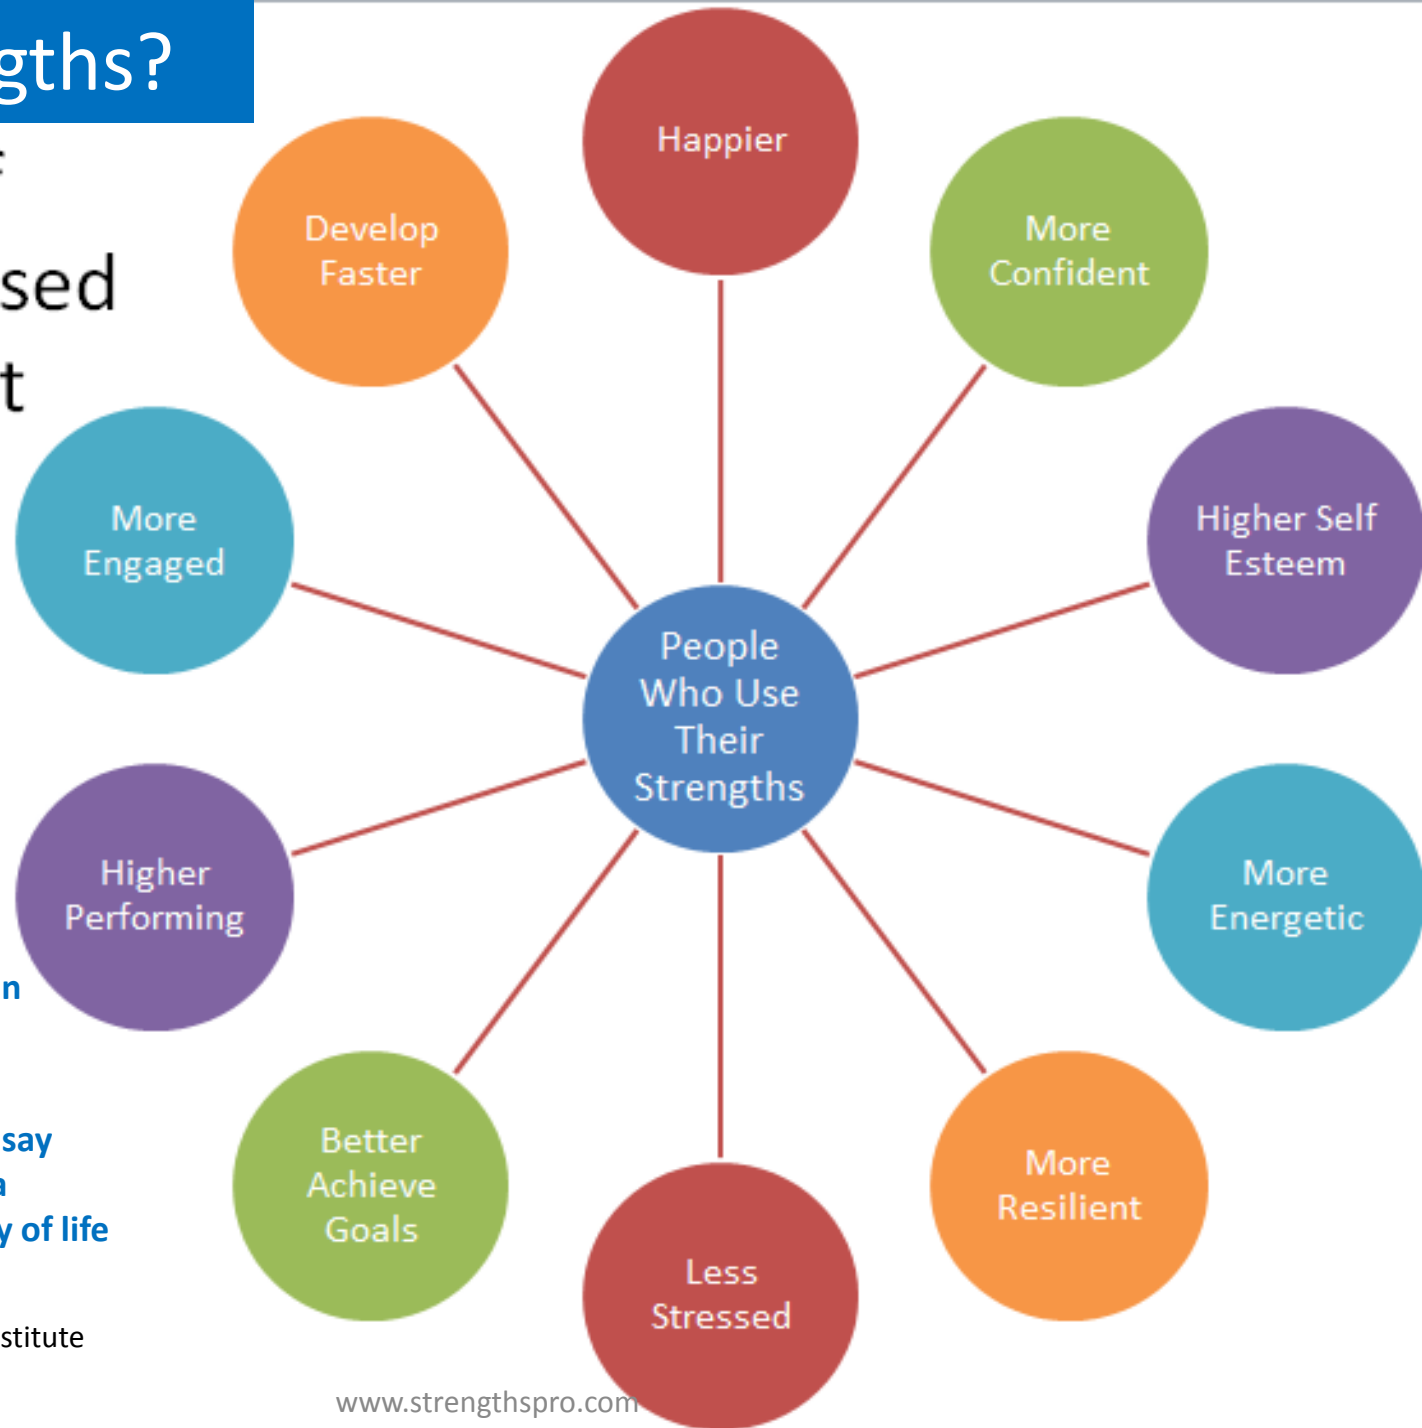 gths?
sed
t
Happier
More
Confident
Higher Self
Esteem
More
Energetic
More
Resilient
Less
Stressed
Better
Achieve
Goals
Higher
Performing
More
Engaged
Develop
Faster
People
Who Use
Their
Strengths
n
say
a
y of life
stitute
www.strengthspro.com